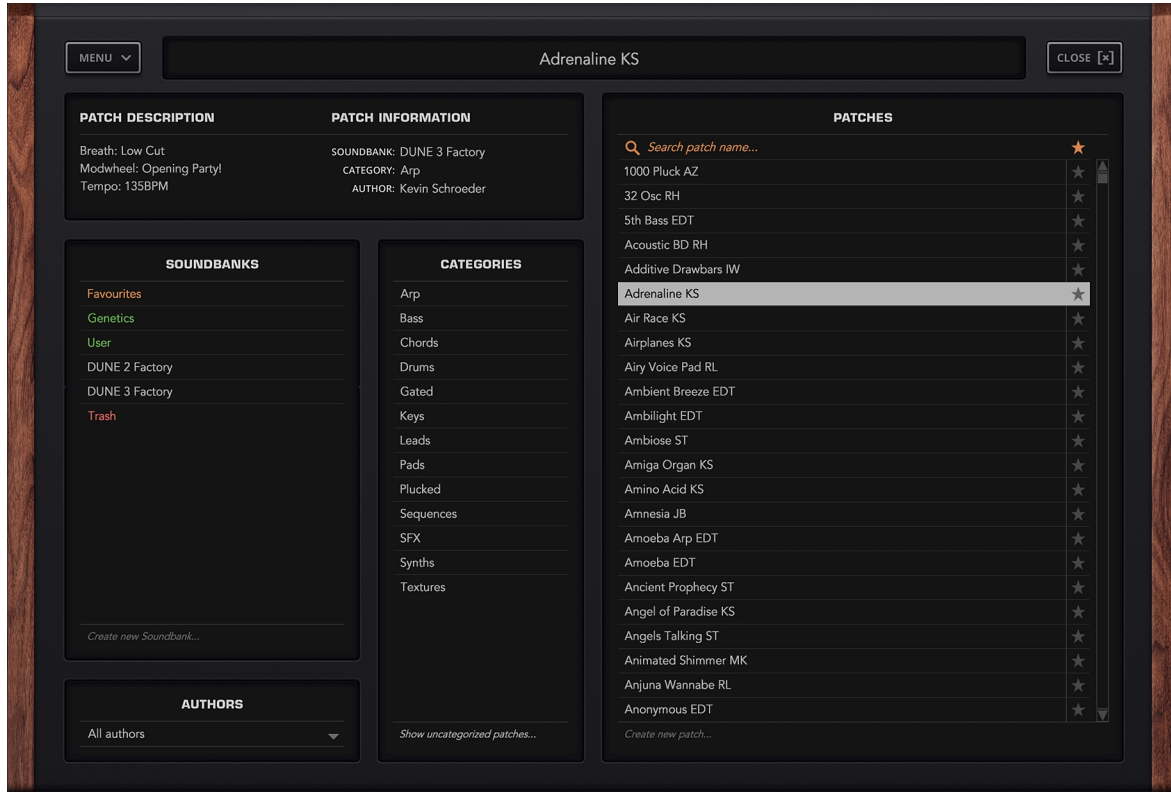 MENU
Adrenaline KS
CLOSE [x]
PATCH DESCRIPTION
Breath: Low Cut
Modwheel: Opening Party!
Tempo: 135BPM
PATCH INFORMATION
SOUNDBANK: DUNE 3 Factory
CATEGORY: Arp
AUTHOR: Kevin Schroeder
SOUNDBANKS
Favourites
Genetics
User
DUNE 2 Factory
DUNE 3 Factory
Trash
Create new Soundbank...
AUTHORS
All authors
CATEGORIES
Arp
Bass
Chords
Drums
Gated
Keys
Leads
Pads
Plucked
Sequences
SFX
Synths
Textures
Show uncategorized patches...
PATCHES
Search patch name...
1000 Pluck AZ
32 Osc RH
5th Bass EDT
Acoustic BD RH
Additive Drawbars IW
Adrenaline KS
Air Race KS
Airplanes KS
Airy Voice Pad RL
Ambient Breeze EDT
Ambilight EDT
Ambiose ST
Amiga Organ KS
Amino Acid KS
Amnesia JB
Amoeba Arp EDT
Amoeba EDT
Ancient Prophecy ST
Angel of Paradise KS
Angels Talking ST
Animated Shimmer MK
Anjuna Wannabe RL
Anonymous EDT
Create new patch...